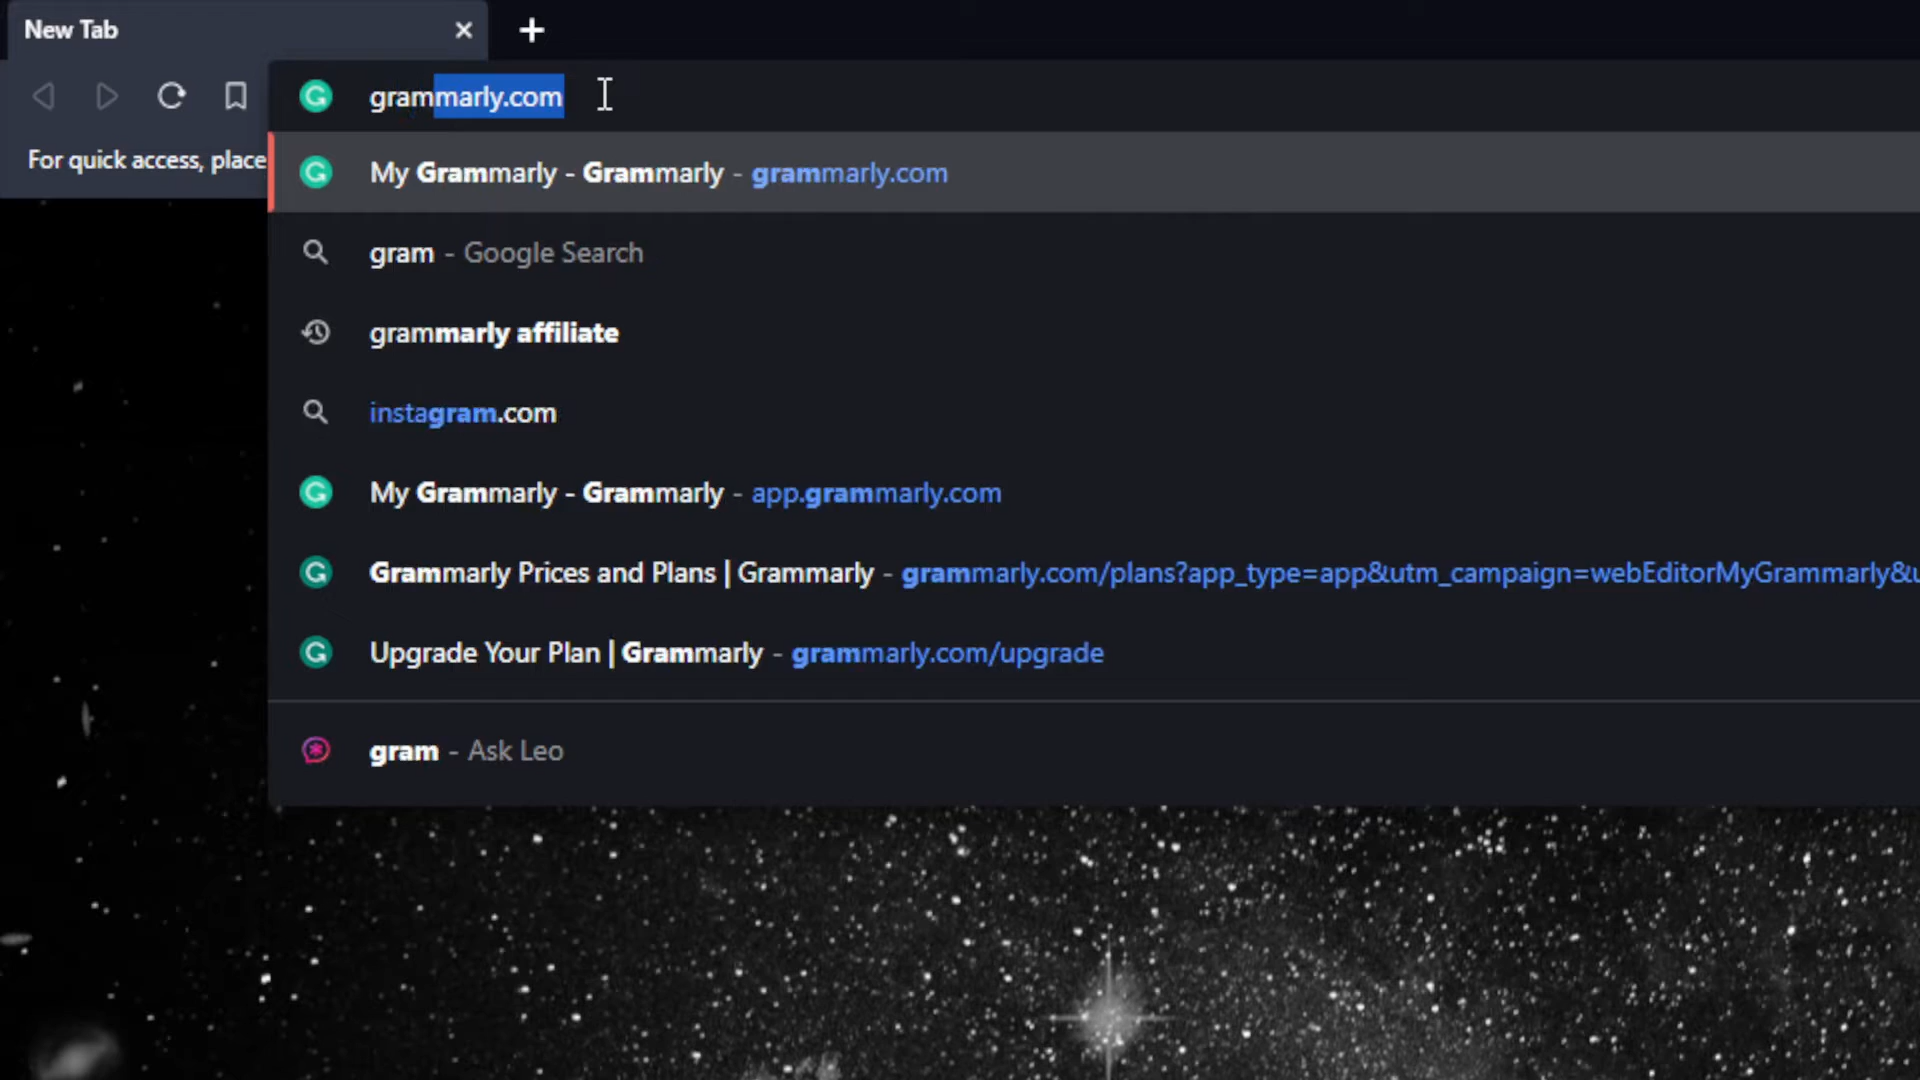 New Tab
grammarly.com
For quick access, place
My Grammarly - Grammarly - grammarly.com
gram - Google Search
grammarly affiliate
instagram.com
My Grammarly - Grammarly - app.grammarly.com
Grammarly Prices and Plans | Grammarly - grammarly.com/plans?app_type=app&utm_campaign=webEditorMyGrammarly&u
Upgrade Your Plan | Grammarly - grammarly.com/upgrade
gram - Ask Leo